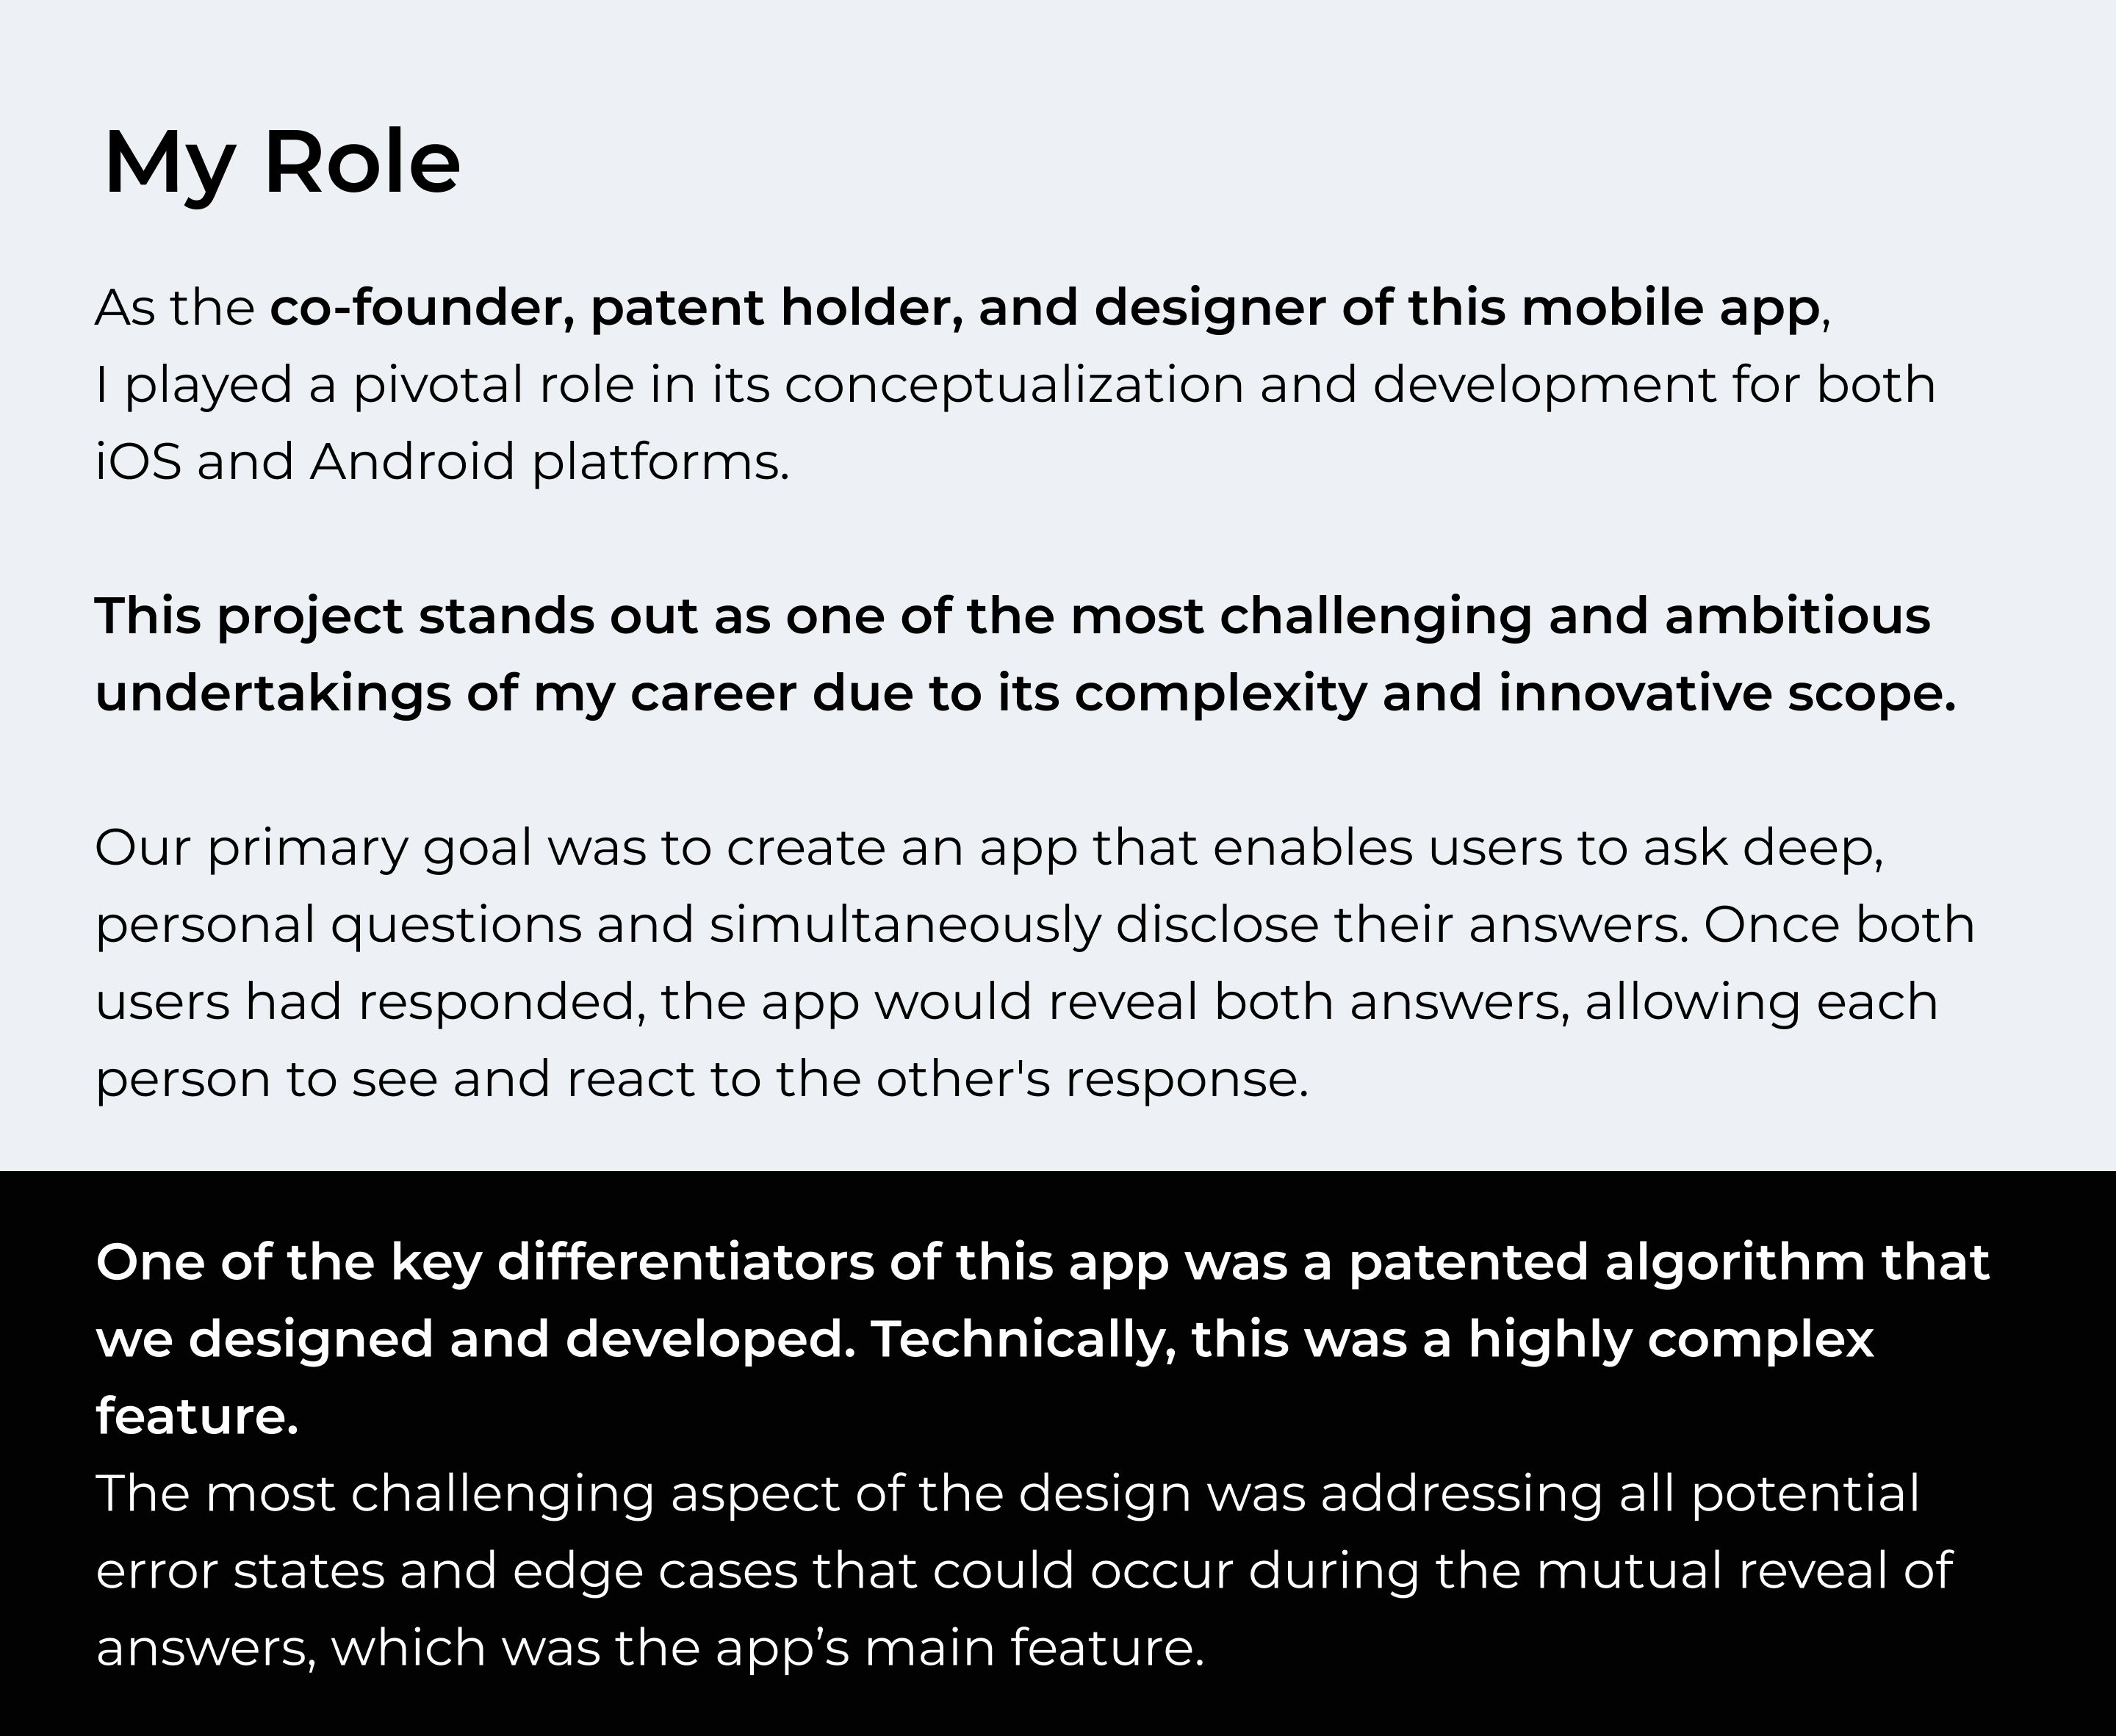 My Role
As the co-founder, patent holder, and designer of this mobile app,
I played a pivotal role in its conceptualization and development for both
iOS and Android platforms.
This project stands out as one of the most challenging and ambitious
undertakings of my career due to its complexity and innovative scope.
Our primary goal was to create an app that enables users to ask deep,
personal questions and simultaneously disclose their answers. Once both
users had responded, the app would reveal both answers, allowing each
person to see and react to the other's response.
One of the key differentiators of this app was a patented algorithm that
we designed and developed. Technically, this was a highly complex
feature.
The most challenging aspect of the design was addressing all potential
error states and edge cases that could occur during the mutual reveal of
answers, which was the app’s main feature.